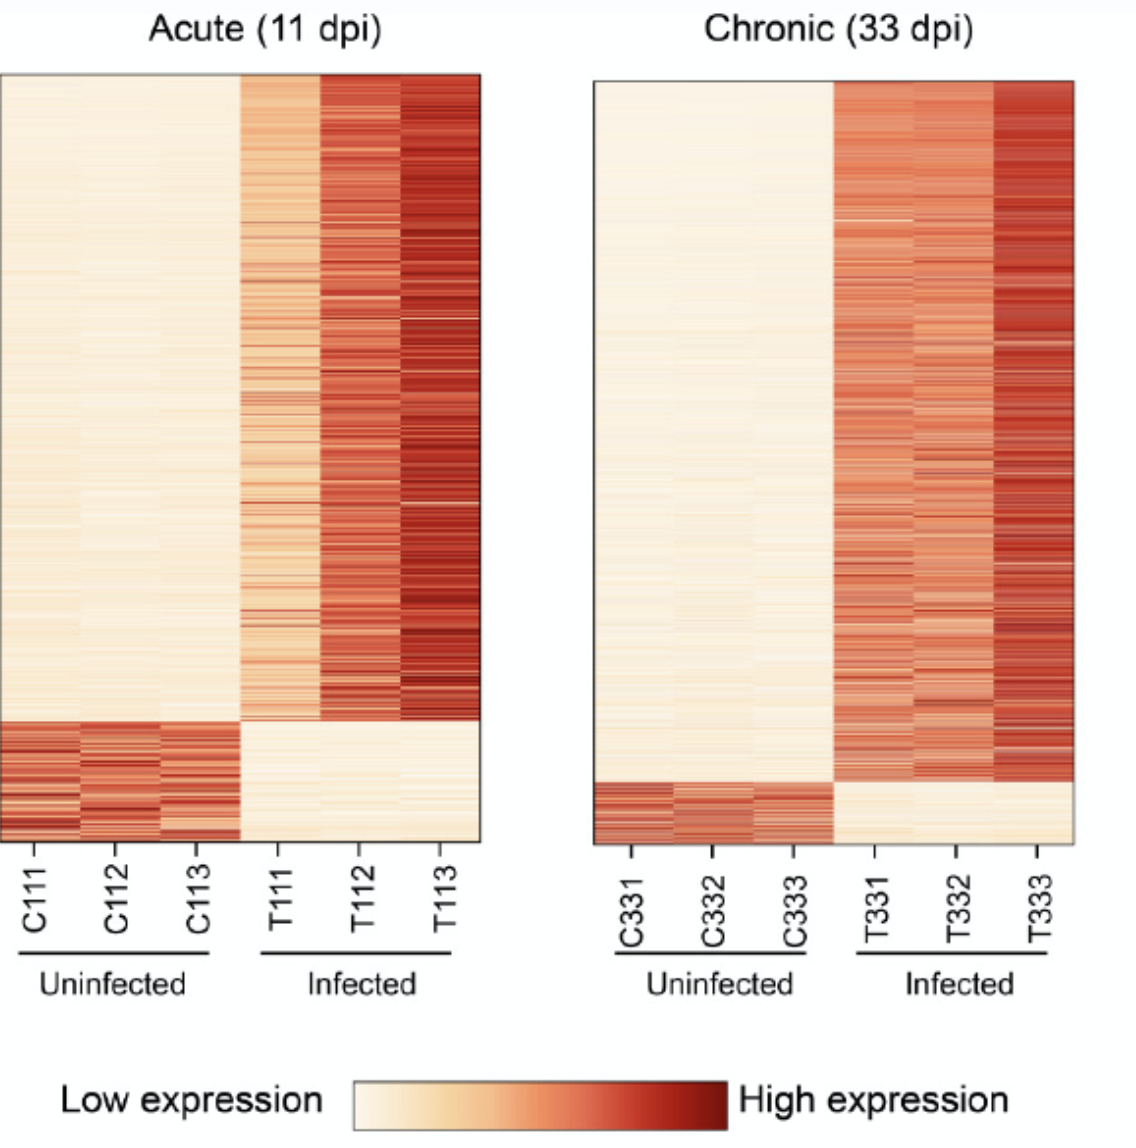 Acute (11 dpi)
Chronic (33 dpi)
C111
C112
C113
T111
T112
T113
C331
C332
C333
T331
T332
T333
Uninfected
Infected
Uninfected
Infected
Low expression
High expression